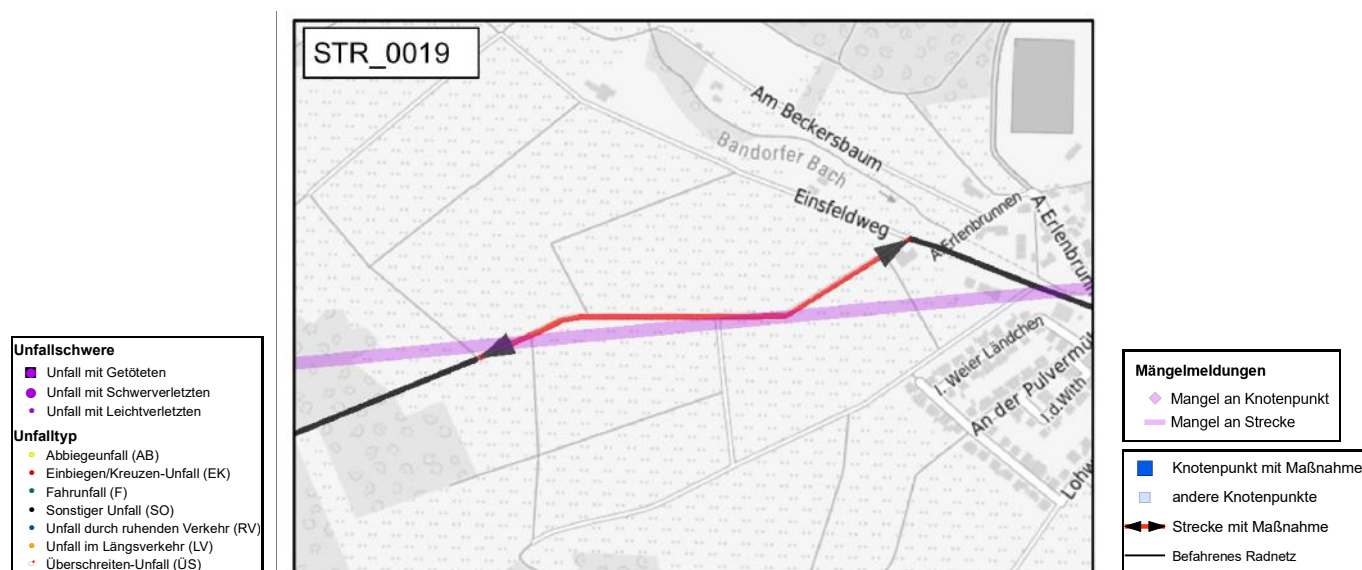 STR_0019
Am Beckersbaum
Bandorfer Bach
Einsfeldweg
A.Erlenbrunnen
A.Erlenbrunn
I. Weier Ländchen
An der Pulvermüh
I.d.With.
Lohw
Unfallschwere
Unfall mit Getöteten
Unfall mit Schwerverletzten
Unfall mit Leichtverletzten
Unfalltyp
Abbiegeunfall (AB)
Einbiegen/Kreuzen-Unfall (EK)
Fahrunfall (F)
Sonstiger Unfall (SO)
Unfall durch ruhenden Verkehr (RV)
Unfall im Längsverkehr (LV)
Überschreiten-Unfall (ÜS)
Mängelmeldungen
Mangel an Knotenpunkt
Mangel an Strecke
Knotenpunkt mit Maßnahme
andere Knotenpunkte
Strecke mit Maßnahme
Befahrenes Radnetz